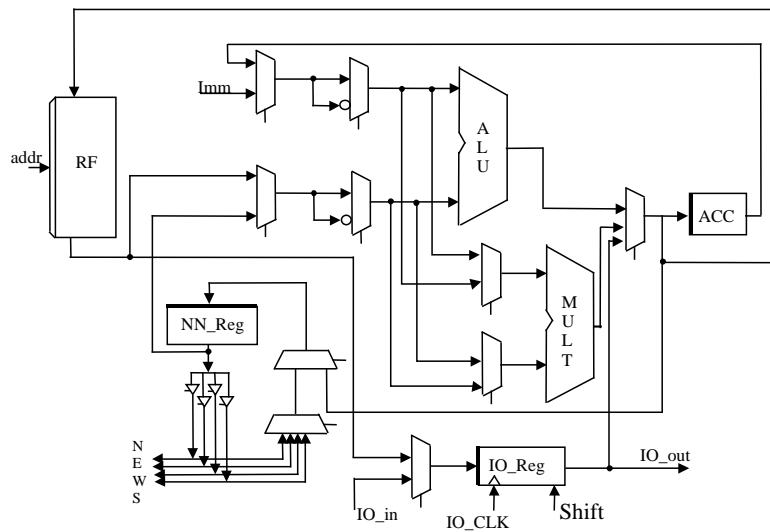 Imm
addr
RF
A
L
U
ACC
NN_Reg
M
U
L
T
N
E
W
S
IO_Reg
IO_out
IO_in
IO_CLK
Shift